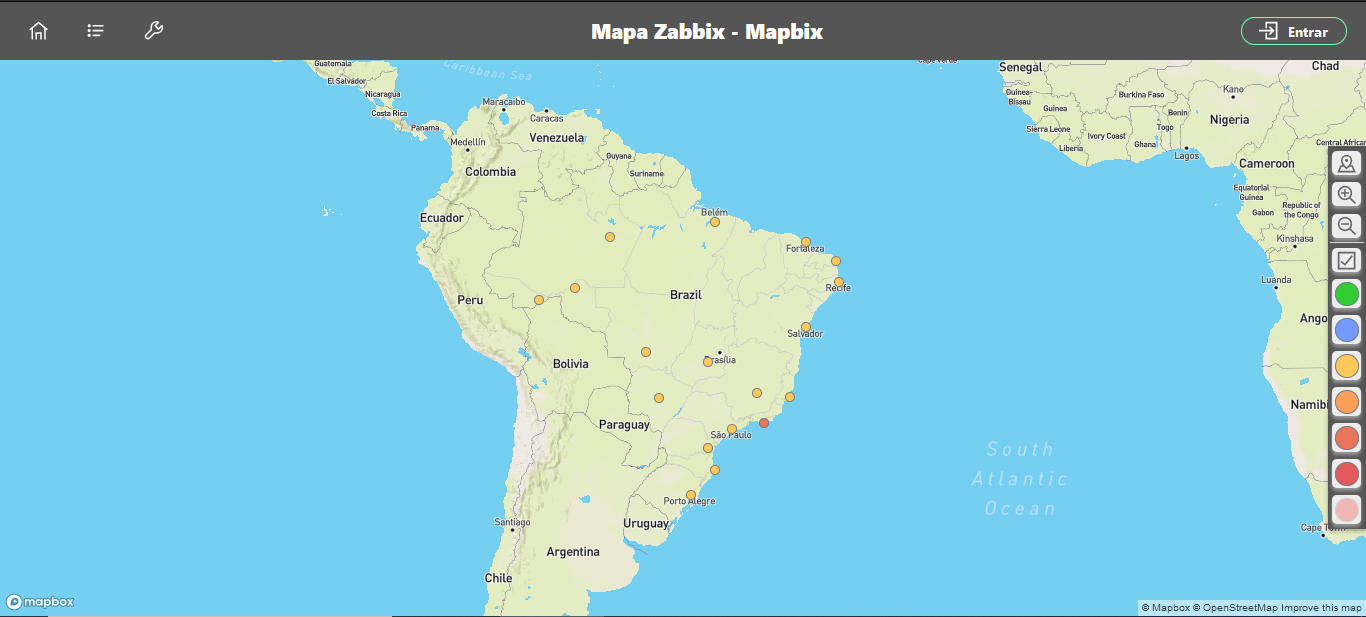 Mapa Zabbix - Mapbix
Entrar
Guatemala
El Salvador
Nicaragua
Costa Rica
Panama
Caribbean Sea
Cape Verde
Senegal
Guinea-
Bissau
Guinea
Sierra Leone
Liberia
Ivory Coast
Burkina Faso
Ghana
Togo
Benin
Lagos
Kano
Nigeria
Chad
Cameroon
Central African
Equatorial
Guinea
Gabon
Republic of
the Congo
Kinshasa
Luanda
Ango
Namibi
Cape T
Maracaibo
Caracas
Medellín
Venezuela
Colombia
Guyana
Suriname
Ecuador
Belém
Fortaleza
Recife
Peru
Brazil
Salvador
Bolivia
Brasília
Paraguay
São Paulo
Porto Alegre
Santiago
Uruguay
Argentina
Chile
South
Atlantic
Ocean
mapbox
© Mapbox © OpenStreetMap Improve this map